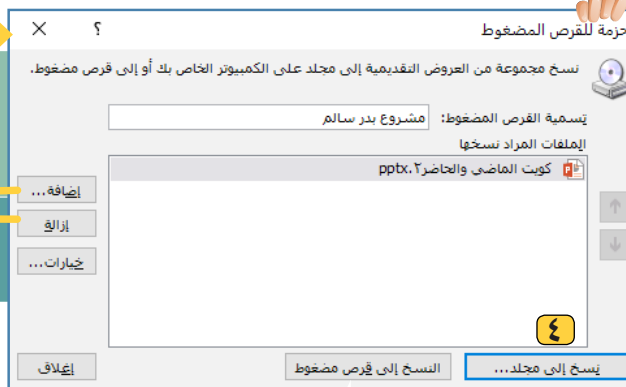 حزمة للقرص المضغوط
؟
نسخ مجموعة من العروض التقديمية إلى مجلد على الكمبيوتر الخاص بك أو إلى قرص مضغوط.
تسمية القرص المضغوط: مشروع بدر سالم
الملفات المراد نسخها
كويت الماضي والحاضر٢.pptx
إضافة...
إزالة
خيارات...
٤
نسخ إلى مجلد...
النسخ إلى قرص مضغوط
إغلاق